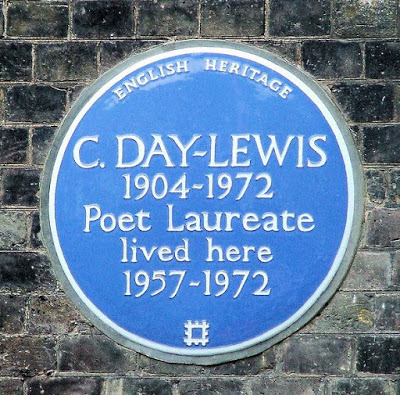 ENGLISH HERITAGE
C. DAY-LEWIS
1904-1972
Poet Laureate
lived here
1957-1972